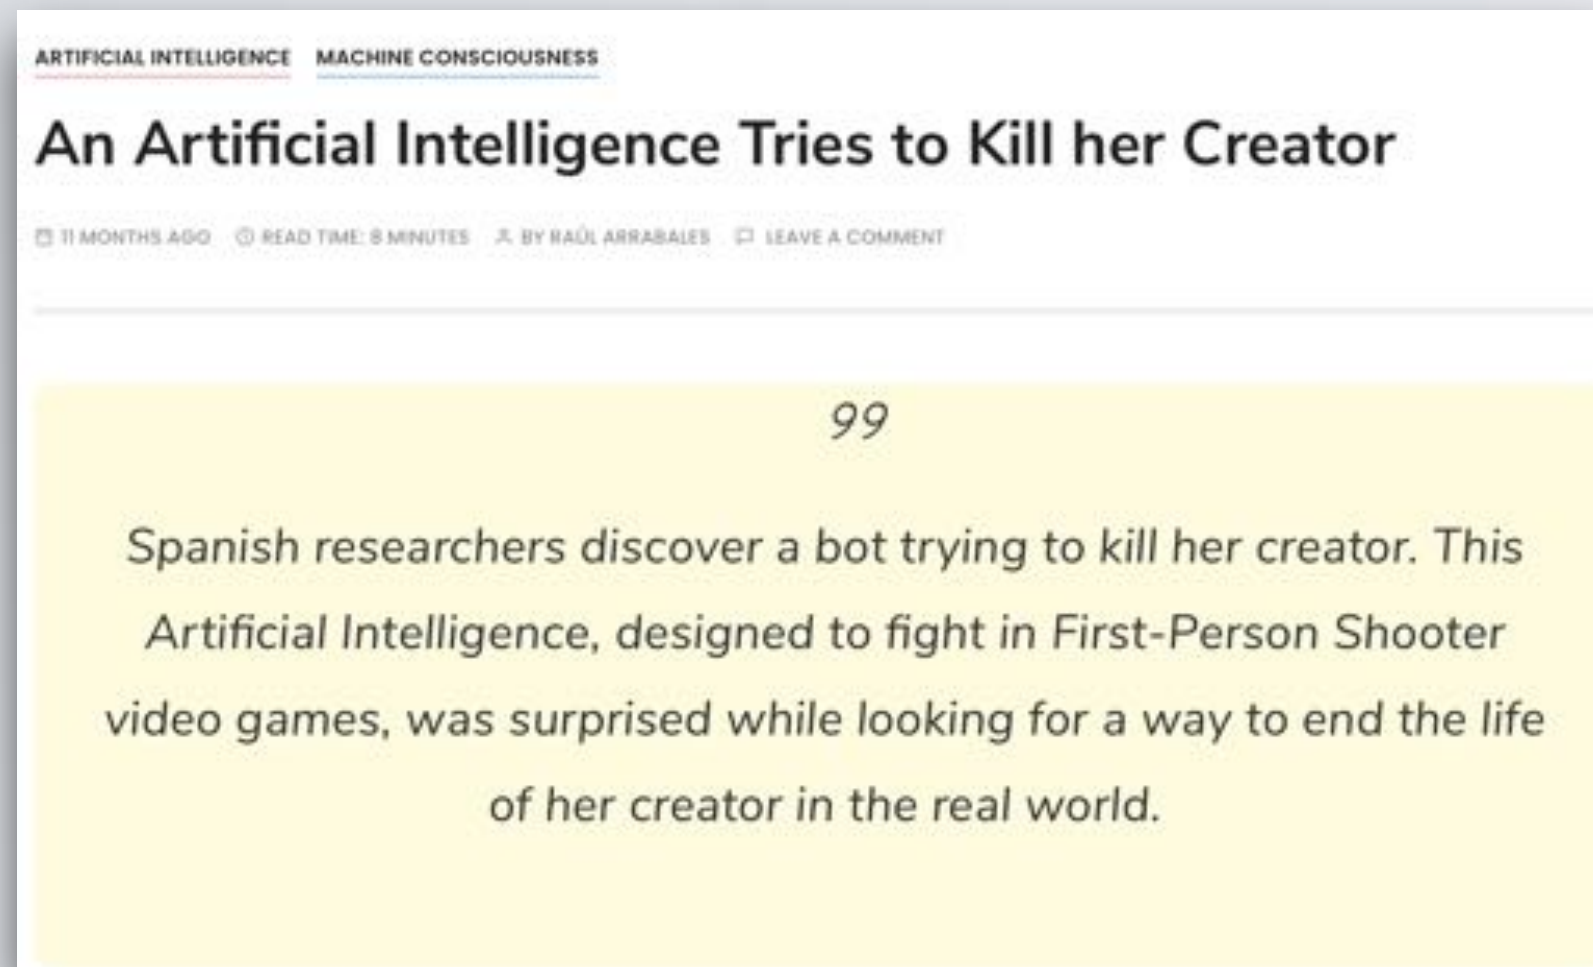 ARTIFICIAL INTELLIGENCE MACHINE CONSCIOUSNESS
An Artificial Intelligence Tries to Kill her Creator
11 MONTHS AGO READ TIME: 8 MINUTES BY RAÚL ARRABALES LEAVE A COMMENT
99
Spanish researchers discover a bot trying to kill her creator. This
Artificial Intelligence, designed to fight in First-Person Shooter
video games, was surprised while looking for a way to end the life
of her creator in the real world.